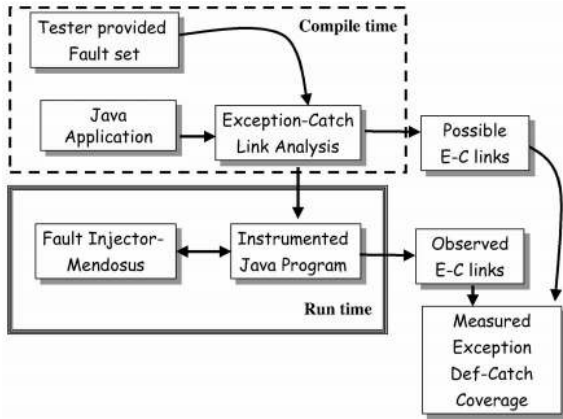 Tester provided
Fault set
Compile time
Java
Application
Exception-Catch
Link Analysis
Possible
E-C links
Fault Injector-
Mendosus
Instrumented
Java Program
Observed
E-C links
Run time
Measured
Exception
Def-Catch
Coverage